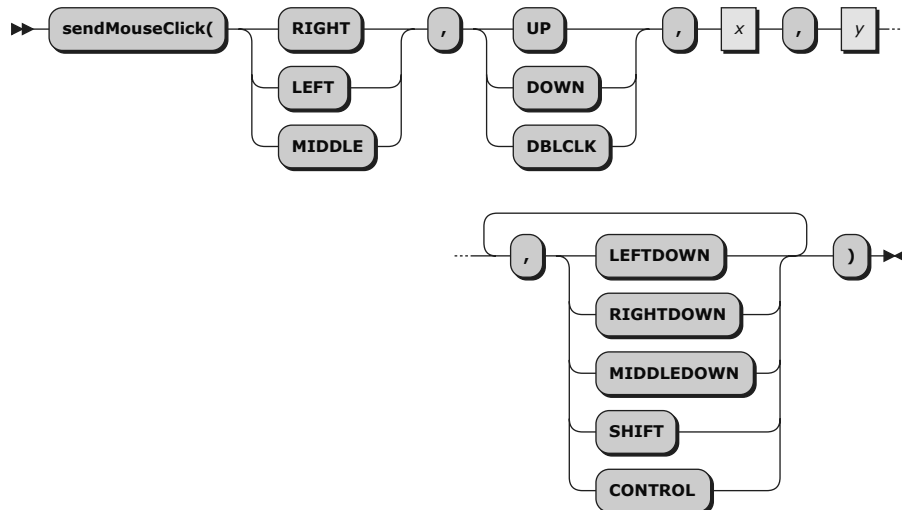 sendMouseClick( RIGHT , UP , x , y
LEFT DOWN
MIDDLE DBLCLK
, LEFTDOWN )
RIGHTDOWN
MIDDLEDOWN
SHIFT
CONTROL